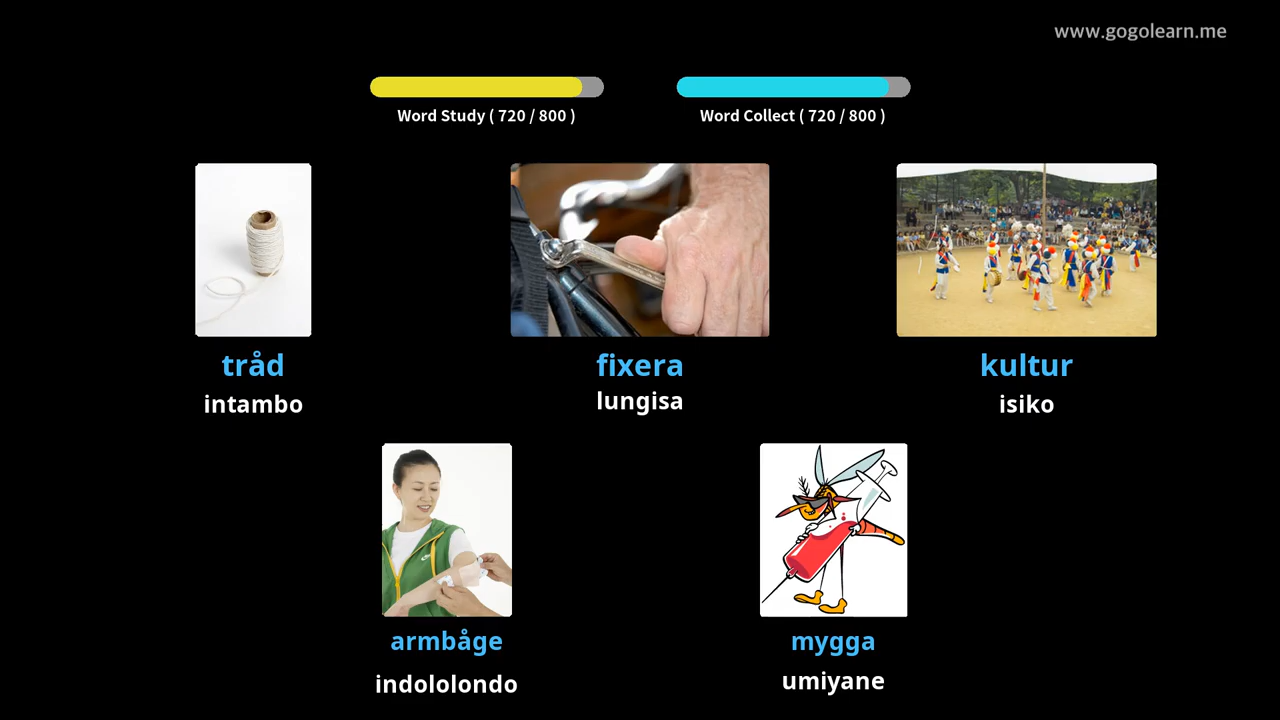 www.gogolearn.me
Word Study ( 720 / 800 )
Word Collect ( 720 / 800 )
tråd
intambo
fixera
lungisa
kultur
isiko
armbåge
indololondo
mygga
umiyane